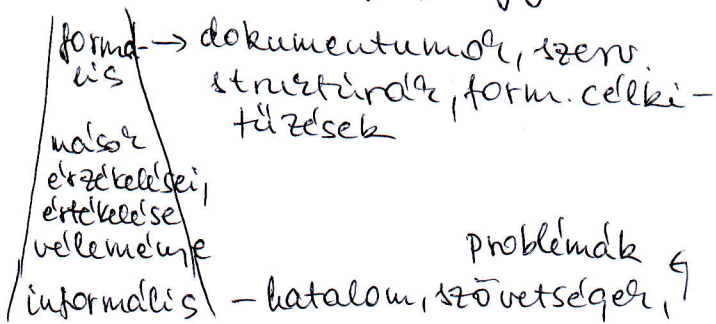 formá- → dokumentumok, szerv.
lis struktúrák, form. célki-
tűzések
mások
érzékelései,
értékelése
véleménye
problémák
informális – hatalom, szövetségek,